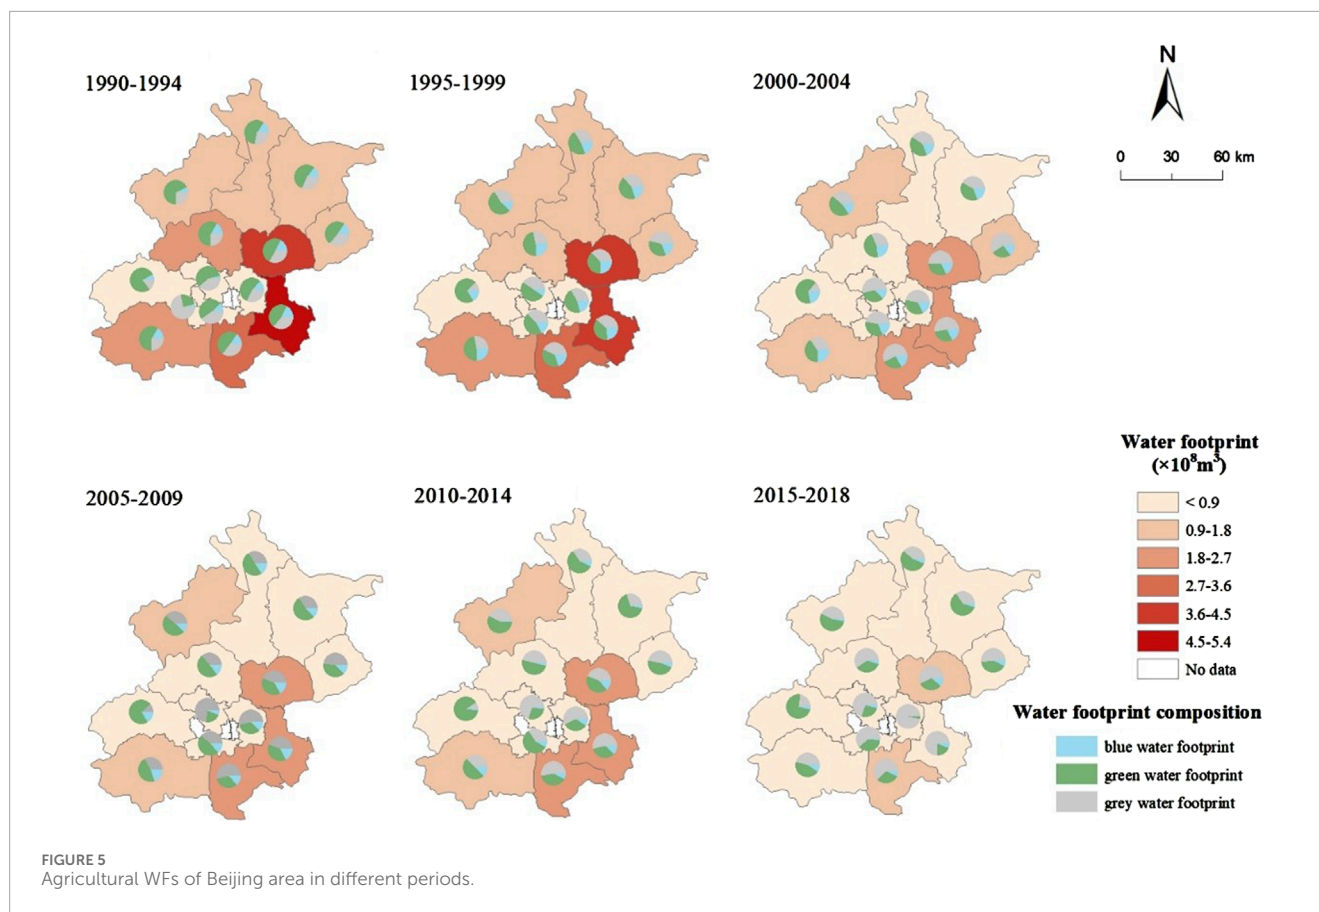 1990-1994
1995-1999
2000-2004
N
0 30 60 km
Water footprint
(×10⁸m³)
< 0.9
0.9-1.8
1.8-2.7
2.7-3.6
3.6-4.5
4.5-5.4
No data
2005-2009
2010-2014
2015-2018
Water footprint composition
blue water footprint
green water footprint
grey water footprint
FIGURE 5
Agricultural WFs of Beijing area in different periods.